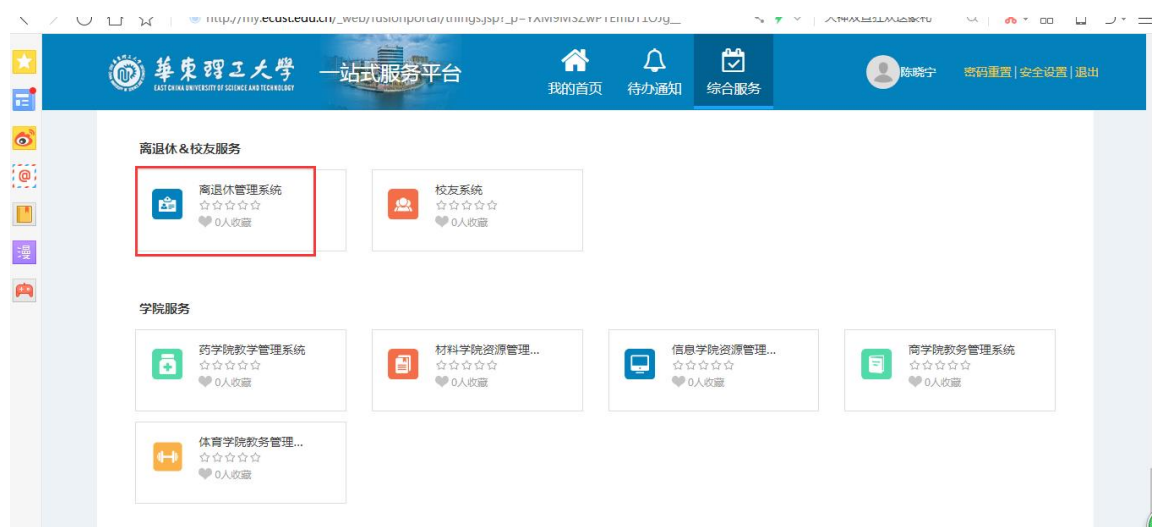 華東理工大學
EAST CHINA UNIVERSITY OF SCIENCE AND TECHNOLOGY
一站式服务平台
我的首页
待办通知
综合服务
陈晓宁
密码重置|安全设置|退出
@
漫
离退休&校友服务
离退休管理系统
0人收藏
校友系统
0人收藏
学院服务
药学院教学管理系统
0人收藏
材料学院资源管理...
0人收藏
信息学院资源管理...
0人收藏
商学院教务管理系统
0人收藏
体育学院教务管理...
0人收藏